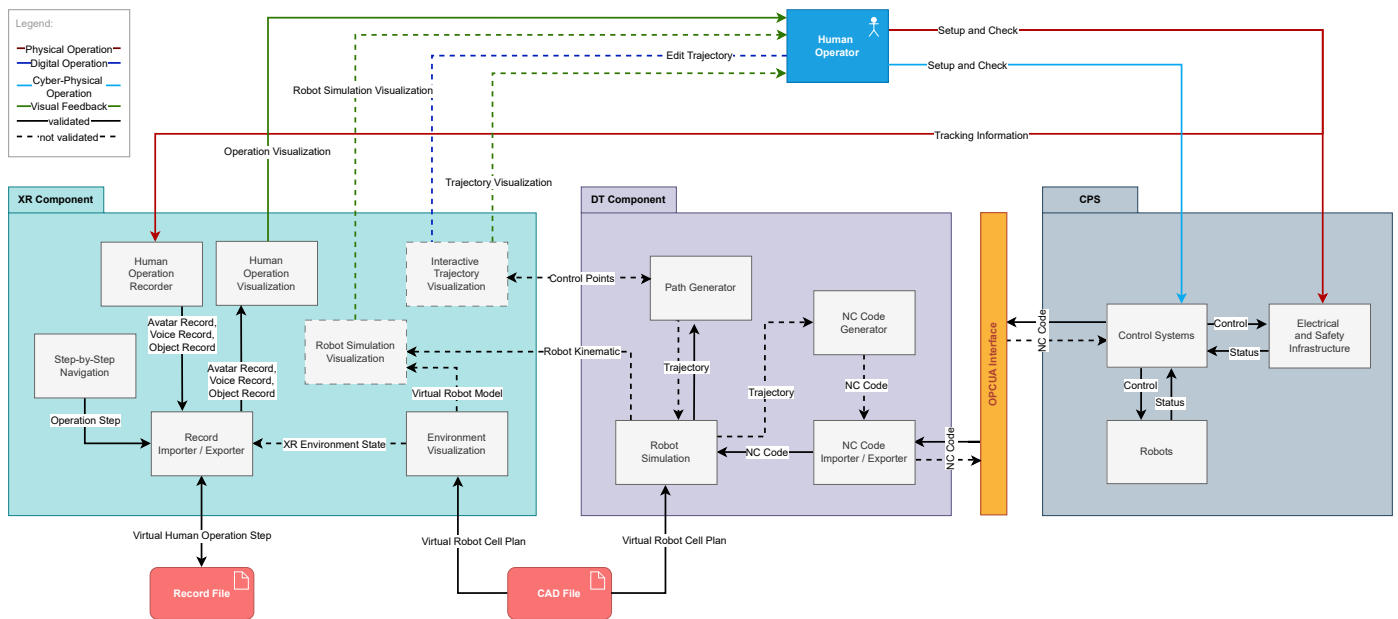 Legend:
Physical Operation
Digital Operation
Cyber-Physical
Operation
Visual Feedback
validated
not validated
Human
Operator
Setup and Check
Setup and Check
Edit Trajectory
Robot Simulation Visualization
Tracking Information
Operation Visualization
Trajectory Visualization
XR Component
Human
Operation
Recorder
Human
Operation
Visualization
Interactive
Trajectory
Visualization
Avatar Record,
Voice Record,
Object Record
Robot Simulation
Visualization
Step-by-Step
Navigation
Avatar Record,
Voice Record,
Object Record
Virtual Robot Model
Operation Step
Record
Importer / Exporter
XR Environment State
Environment
Visualization
Control Points
Robot Kinematic
DT Component
Path Generator
NC Code
Generator
Trajectory
Trajectory
NC Code
Robot
Simulation
NC Code
NC Code
Importer / Exporter
NC Code
NC Code
OPCUA Interface
NC Code
CPS
Control Systems
Control
Status
Electrical
and Safety
Infrastructure
Control
Status
Robots
Virtual Human Operation Step
Virtual Robot Cell Plan
Virtual Robot Cell Plan
Record File
CAD File